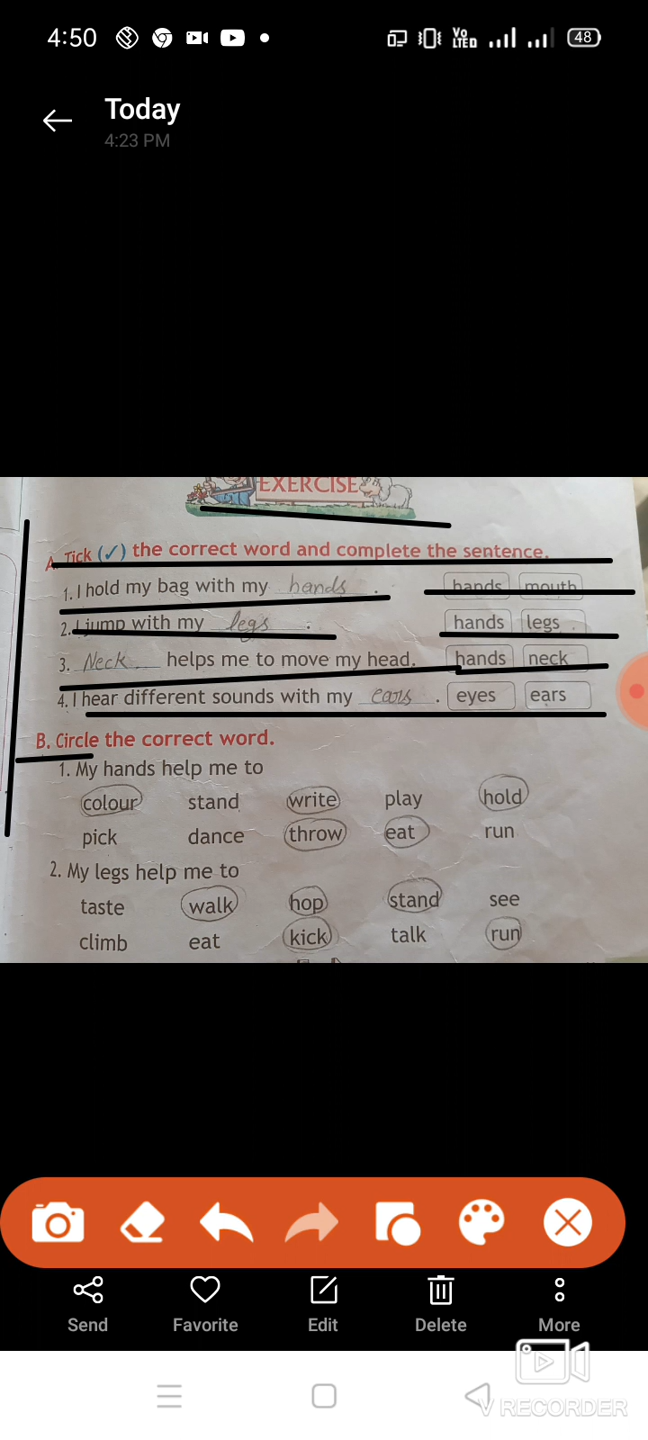 4:50 Vo LTE 48
Today
4:23 PM
EXERCISE
A. Tick (✓) the correct word and complete the sentence.
1. I hold my bag with my hands. hands mouth
2. I jump with my legs. hands legs
3. Neck helps me to move my head. hands neck
4. I hear different sounds with my ears. eyes ears
B. Circle the correct word.
1. My hands help me to
colour stand write play hold
pick dance throw eat run
2. My legs help me to
taste walk hop stand see
climb eat kick talk run
Send Favorite Edit Delete More
V RECORDER